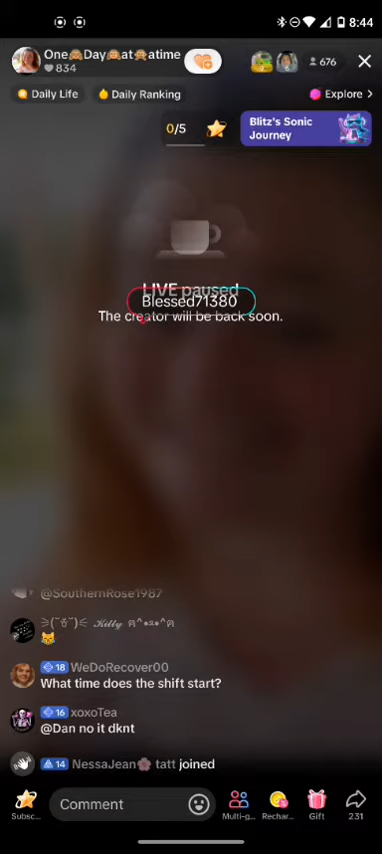 8:44
One🙈Day🙉at🙊atime
834
676
Daily Life
Daily Ranking
Explore >
0/5
Blitz's Sonic
Journey
LIVE paused
Blessed71380
The creator will be back soon.
@SouthernRose1987
Kitty
18 WeDoRecover00
What time does the shift start?
16 xoxoTea
@Dan no it dknt
14 NessaJean🌸 tatt joined
Comment
Subsc...
Multi-g...
Rechar...
Gift
231